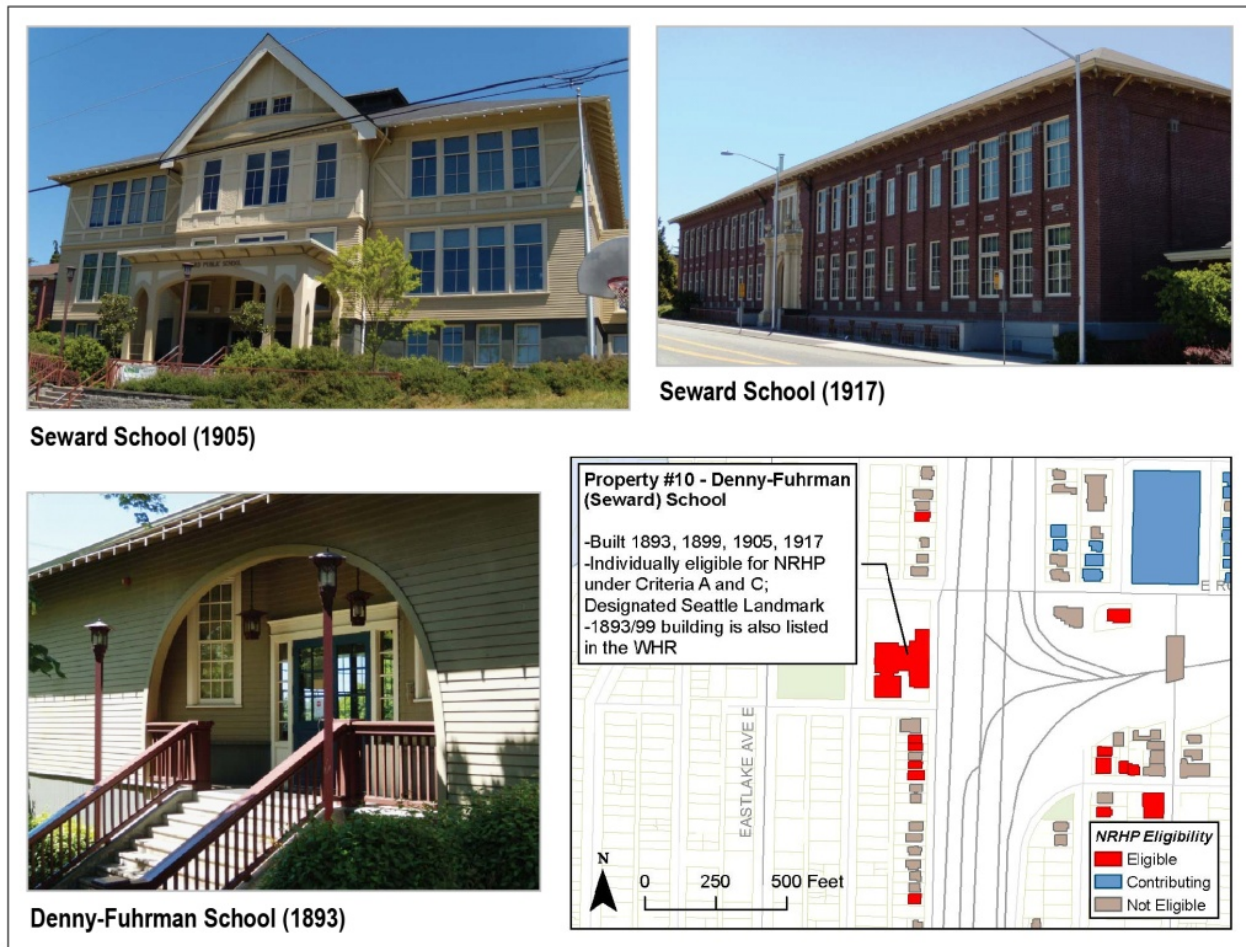 PUBLIC SCHOOL
Seward School (1905)
Seward School (1917)
Denny-Fuhrman School (1893)
Property #10 - Denny-Fuhrman
(Seward) School
-Built 1893, 1899, 1905, 1917
-Individually eligible for NRHP
under Criteria A and C;
Designated Seattle Landmark
-1893/99 building is also listed
in the WHR
EASTLAKE AVE E
N
0 250 500 Feet
NRHP Eligibility
Eligible
Contributing
Not Eligible